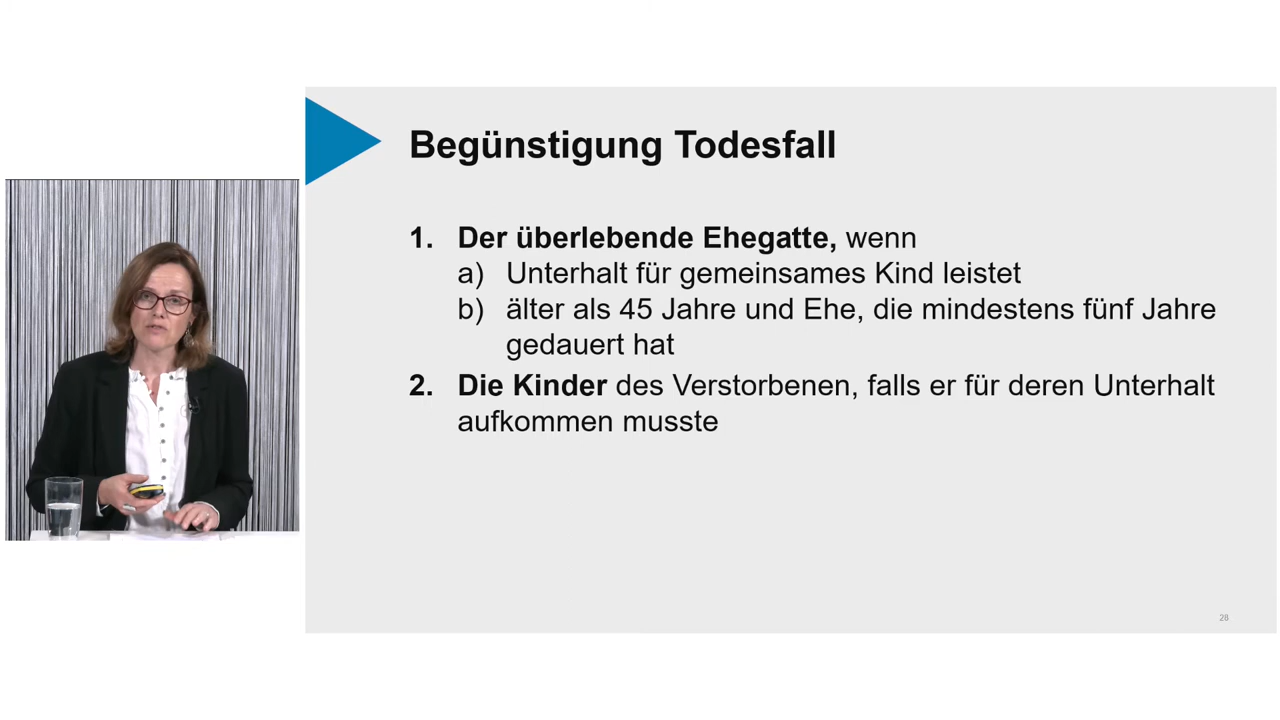 Begünstigung Todesfall
1. Der überlebende Ehegatte, wenn
a) Unterhalt für gemeinsames Kind leistet
b) älter als 45 Jahre und Ehe, die mindestens fünf Jahre
gedauert hat
2. Die Kinder des Verstorbenen, falls er für deren Unterhalt
aufkommen musste
28